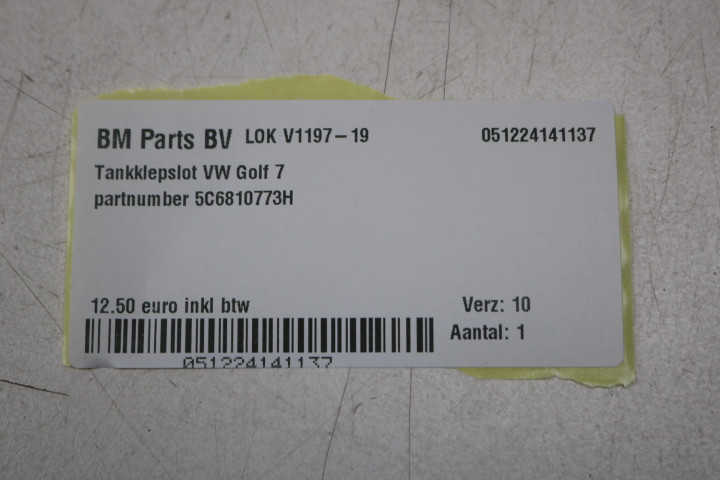 BM Parts BV LOK V1197-19 051224141137
Tankklepslot VW Golf 7
partnumber 5C6810773H
12.50 euro inkl btw Verz: 10
Aantal: 1
051224141137